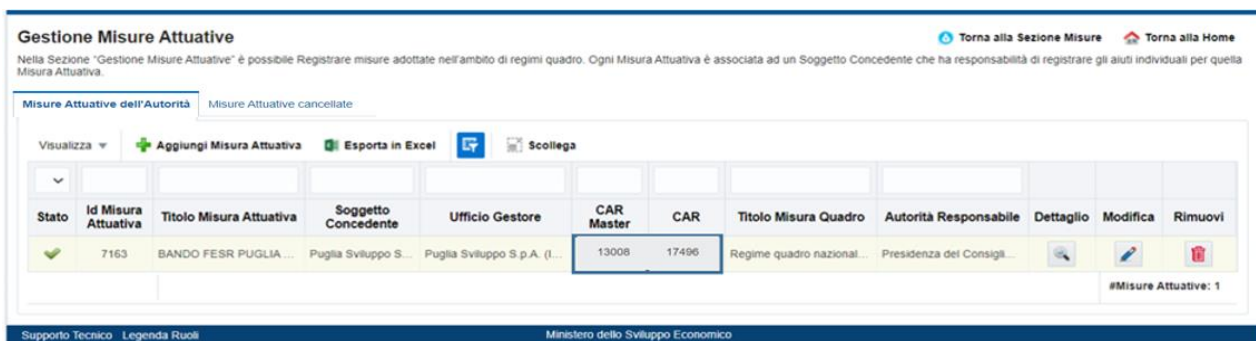 Gestione Misure Attuative
Torna alla Sezione Misure
Torna alla Home
Nella Sezione "Gestione Misure Attuative" è possibile Registrare misure adottate nell'ambito di regimi quadro. Ogni Misura Attuativa è associata ad un Soggetto Concedente che ha responsabilità di registrare gli aiuti individuali per quella
Misura Attuativa.
Misure Attuative dell'Autorità Misure Attuative cancellate
Visualizza Aggiungi Misura Attuativa Esporta in Excel Scollega
Stato Id Misura Attuativa Titolo Misura Attuativa Soggetto Concedente Ufficio Gestore CAR Master CAR Titolo Misura Quadro Autorità Responsabile Dettaglio Modifica Rimuovi
7163 BANDO FESR PUGLIA ... Puglia Sviluppo S... Puglia Sviluppo S.p.A. (I... 13008 17496 Regime quadro nazional... Presidenza del Consigli...
#Misure Attuative: 1
Supporto Tecnico Legenda Ruoli Ministero dello Sviluppo Economico